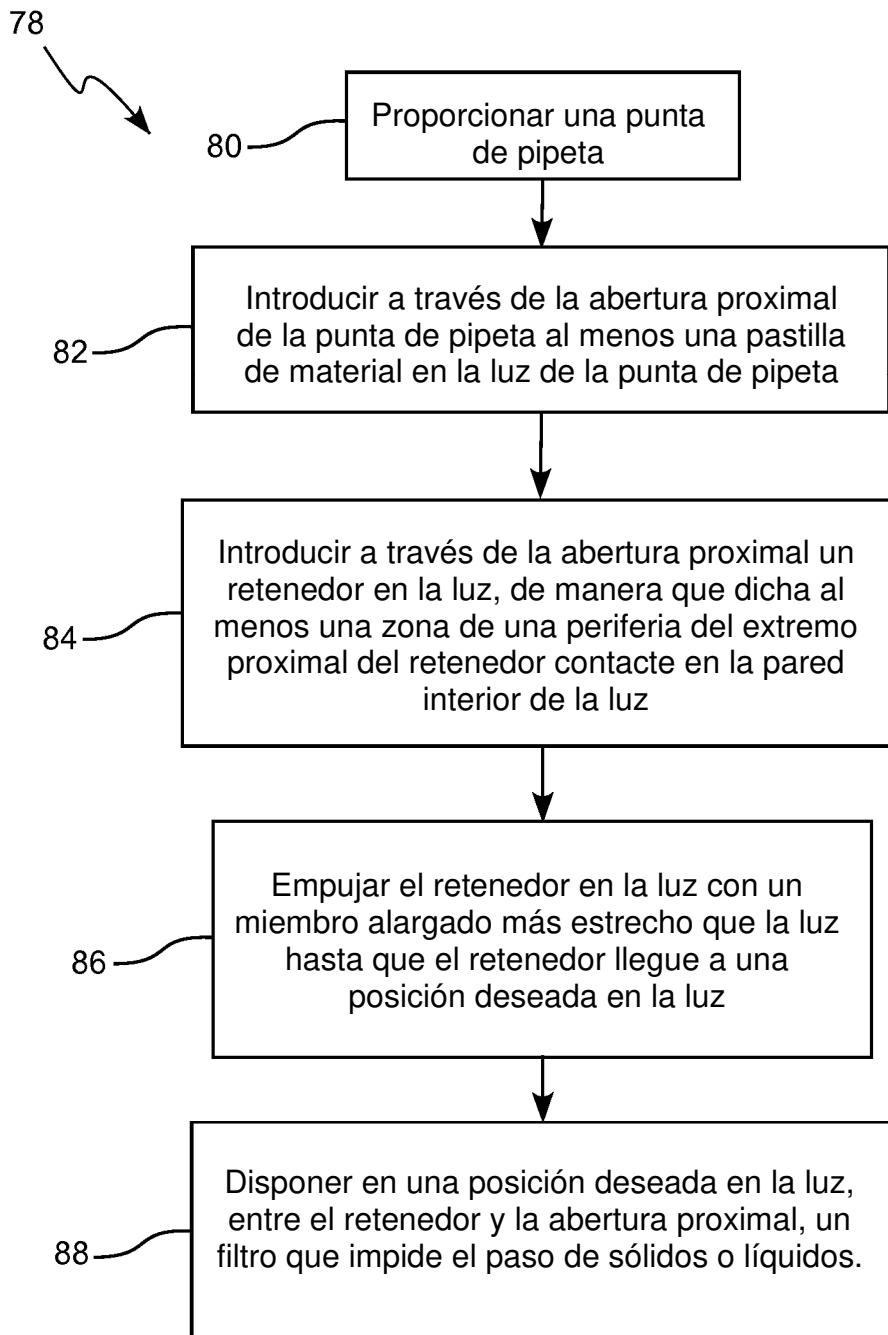 78
80
Proporcionar una punta
de pipeta
82
Introducir a través de la abertura proximal
de la punta de pipeta al menos una pastilla
de material en la luz de la punta de pipeta
84
Introducir a través de la abertura proximal un
retenedor en la luz, de manera que dicha al
menos una zona de una periferia del extremo
proximal del retenedor contacte en la pared
interior de la luz
86
Empujar el retenedor en la luz con un
miembro alargado más estrecho que la luz
hasta que el retenedor llegue a una
posición deseada en la luz
88
Disponer en una posición deseada en la luz,
entre el retenedor y la abertura proximal, un
filtro que impide el paso de sólidos o líquidos.